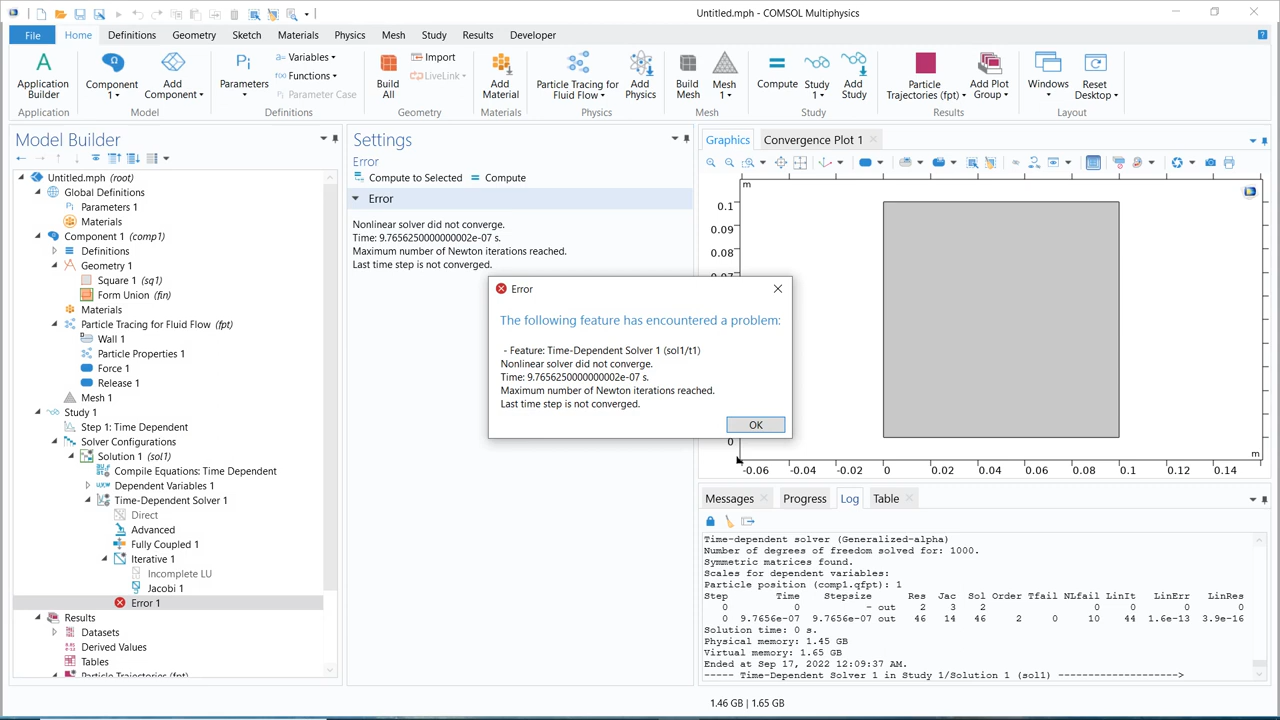 Untitled.mph - COMSOL Multiphysics
File Home Definitions Geometry Sketch Materials Physics Mesh Study Results Developer
Application Builder
Application
Component 1
Add Component
Model
Pi
Parameters
a= Variables
f(x) Functions
Pi Parameter Case
Definitions
Build All
Import
LiveLink
Geometry
Add Material
Materials
Particle Tracing for Fluid Flow
Add Physics
Physics
Build Mesh
Mesh 1
Mesh
Compute
Study 1
Add Study
Study
Particle Trajectories (fpt)
Add Plot Group
Results
Windows
Reset Desktop
Layout
Model Builder
Untitled.mph (root)
Global Definitions
Pi Parameters 1
Materials
Component 1 (comp1)
Definitions
Geometry 1
Square 1 (sq1)
Form Union (fin)
Materials
Particle Tracing for Fluid Flow (fpt)
Wall 1
Particle Properties 1
Force 1
Release 1
Mesh 1
Study 1
Step 1: Time Dependent
Solver Configurations
Solution 1 (sol1)
Compile Equations: Time Dependent
Dependent Variables 1
Time-Dependent Solver 1
Direct
Advanced
Fully Coupled 1
Iterative 1
Incomplete LU
Jacobi 1
Error 1
Results
Datasets
Derived Values
Tables
Particle Trajectories (fpt)
Settings
Error
Compute to Selected = Compute
Error
Nonlinear solver did not converge.
Time: 9.7656250000000002e-07 s.
Maximum number of Newton iterations reached.
Last time step is not converged.
Error
The following feature has encountered a problem:
- Feature: Time-Dependent Solver 1 (sol1/t1)
Nonlinear solver did not converge.
Time: 9.7656250000000002e-07 s.
Maximum number of Newton iterations reached.
Last time step is not converged.
OK
Graphics Convergence Plot 1
m
0.1
0.09
0.08
0.07
0
m
-0.06 -0.04 -0.02 0 0.02 0.04 0.06 0.08 0.1 0.12 0.14
Messages Progress Log Table
Time-dependent solver (Generalized-alpha)
Number of degrees of freedom solved for: 1000.
Symmetric matrices found.
Scales for dependent variables:
Particle position (comp1.qfpt): 1
Step Time Stepsize Res Jac Sol Order Tfail NLfail LinIt LinErr LinRes
0 0 - out 2 3 2 0 0 0 0
0 9.7656e-07 9.7656e-07 out 46 14 46 2 0 10 44 1.6e-13 3.9e-16
Solution time: 0 s.
Physical memory: 1.45 GB
Virtual memory: 1.65 GB
Ended at Sep 17, 2022 12:09:37 AM.
----- Time-Dependent Solver 1 in Study 1/Solution 1 (sol1) -------------------->
1.46 GB | 1.65 GB